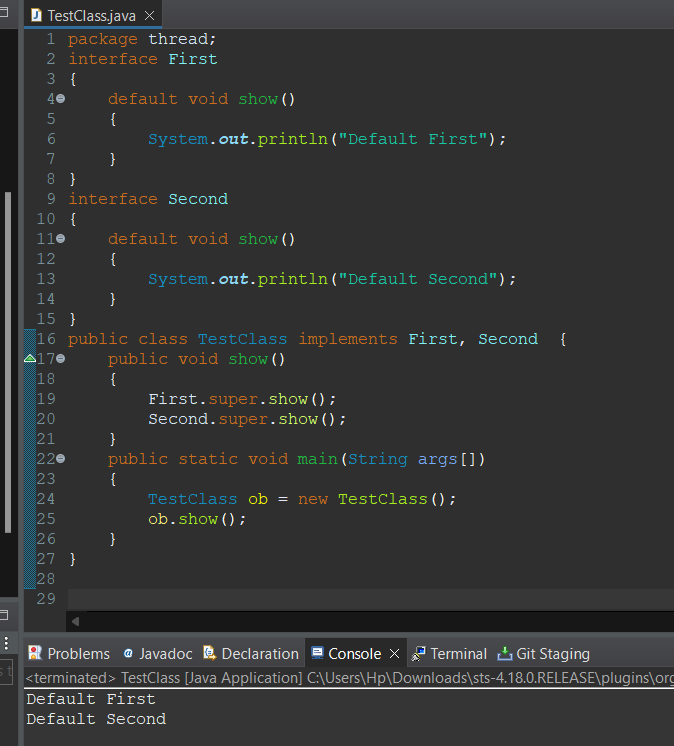 TestClass.java
1 package thread;
2 interface First
3 {
4 default void show()
5 {
6 System.out.println("Default First");
7 }
8 }
9 interface Second
10 {
11 default void show()
12 {
13 System.out.println("Default Second");
14 }
15 }
16 public class TestClass implements First, Second {
17 public void show()
18 {
19 First.super.show();
20 Second.super.show();
21 }
22 public static void main(String args[])
23 {
24 TestClass ob = new TestClass();
25 ob.show();
26 }
27 }
28
29
Problems @ Javadoc Declaration Console Terminal Git Staging
<terminated> TestClass [Java Application] C:\Users\Hp\Downloads\sts-4.18.0.RELEASE\plugins\org
Default First
Default Second